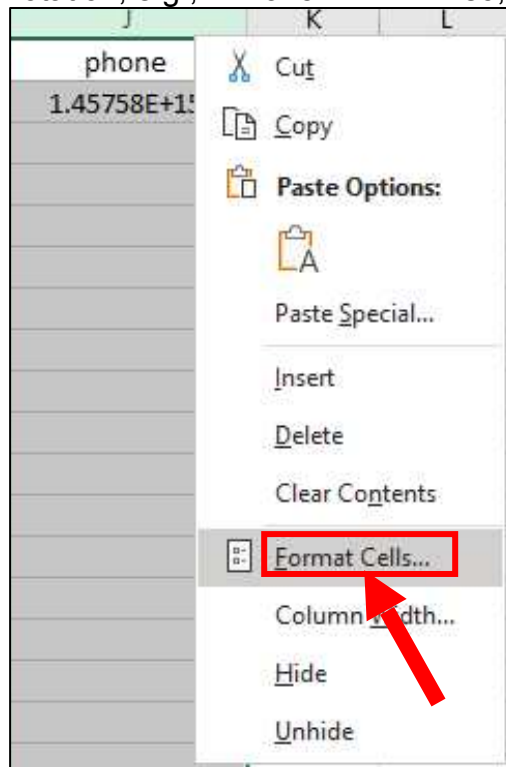 J K L
phone
1.45758E+15
Cut
Copy
Paste Options:
A
Paste Special...
Insert
Delete
Clear Contents
Format Cells...
Column Width...
Hide
Unhide